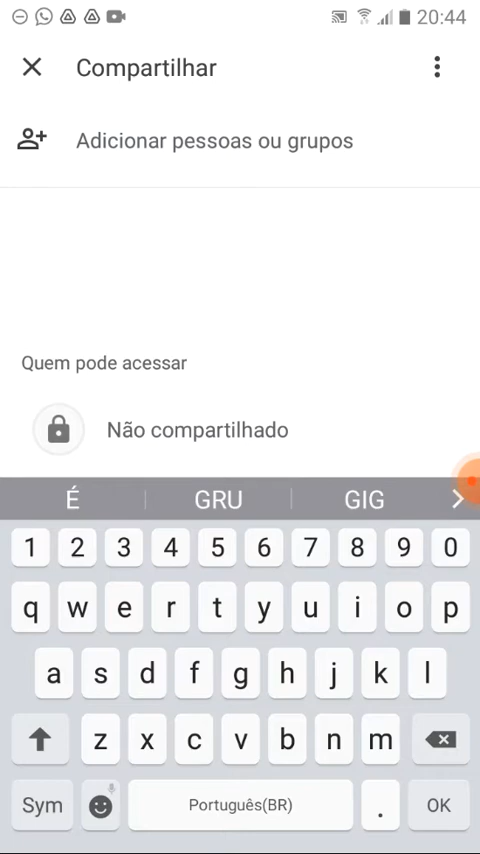 20:44
Compartilhar
Adicionar pessoas ou grupos
Quem pode acessar
Não compartilhado
É GRU GIG
1 2 3 4 5 6 7 8 9 0
q w e r t y u i o p
a s d f g h j k l
z x c v b n m
Sym Português(BR) . OK